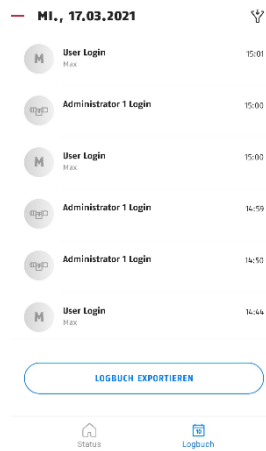 MI., 17.03.2021
M
User Login
15:01
Max
Administrator 1 Login
15:00
M
User Login
15:00
Max
Administrator 1 Login
14:59
Administrator 1 Login
14:50
M
User Login
14:44
Max
LOGBUCH EXPORTIEREN
10
Status
Logbuch